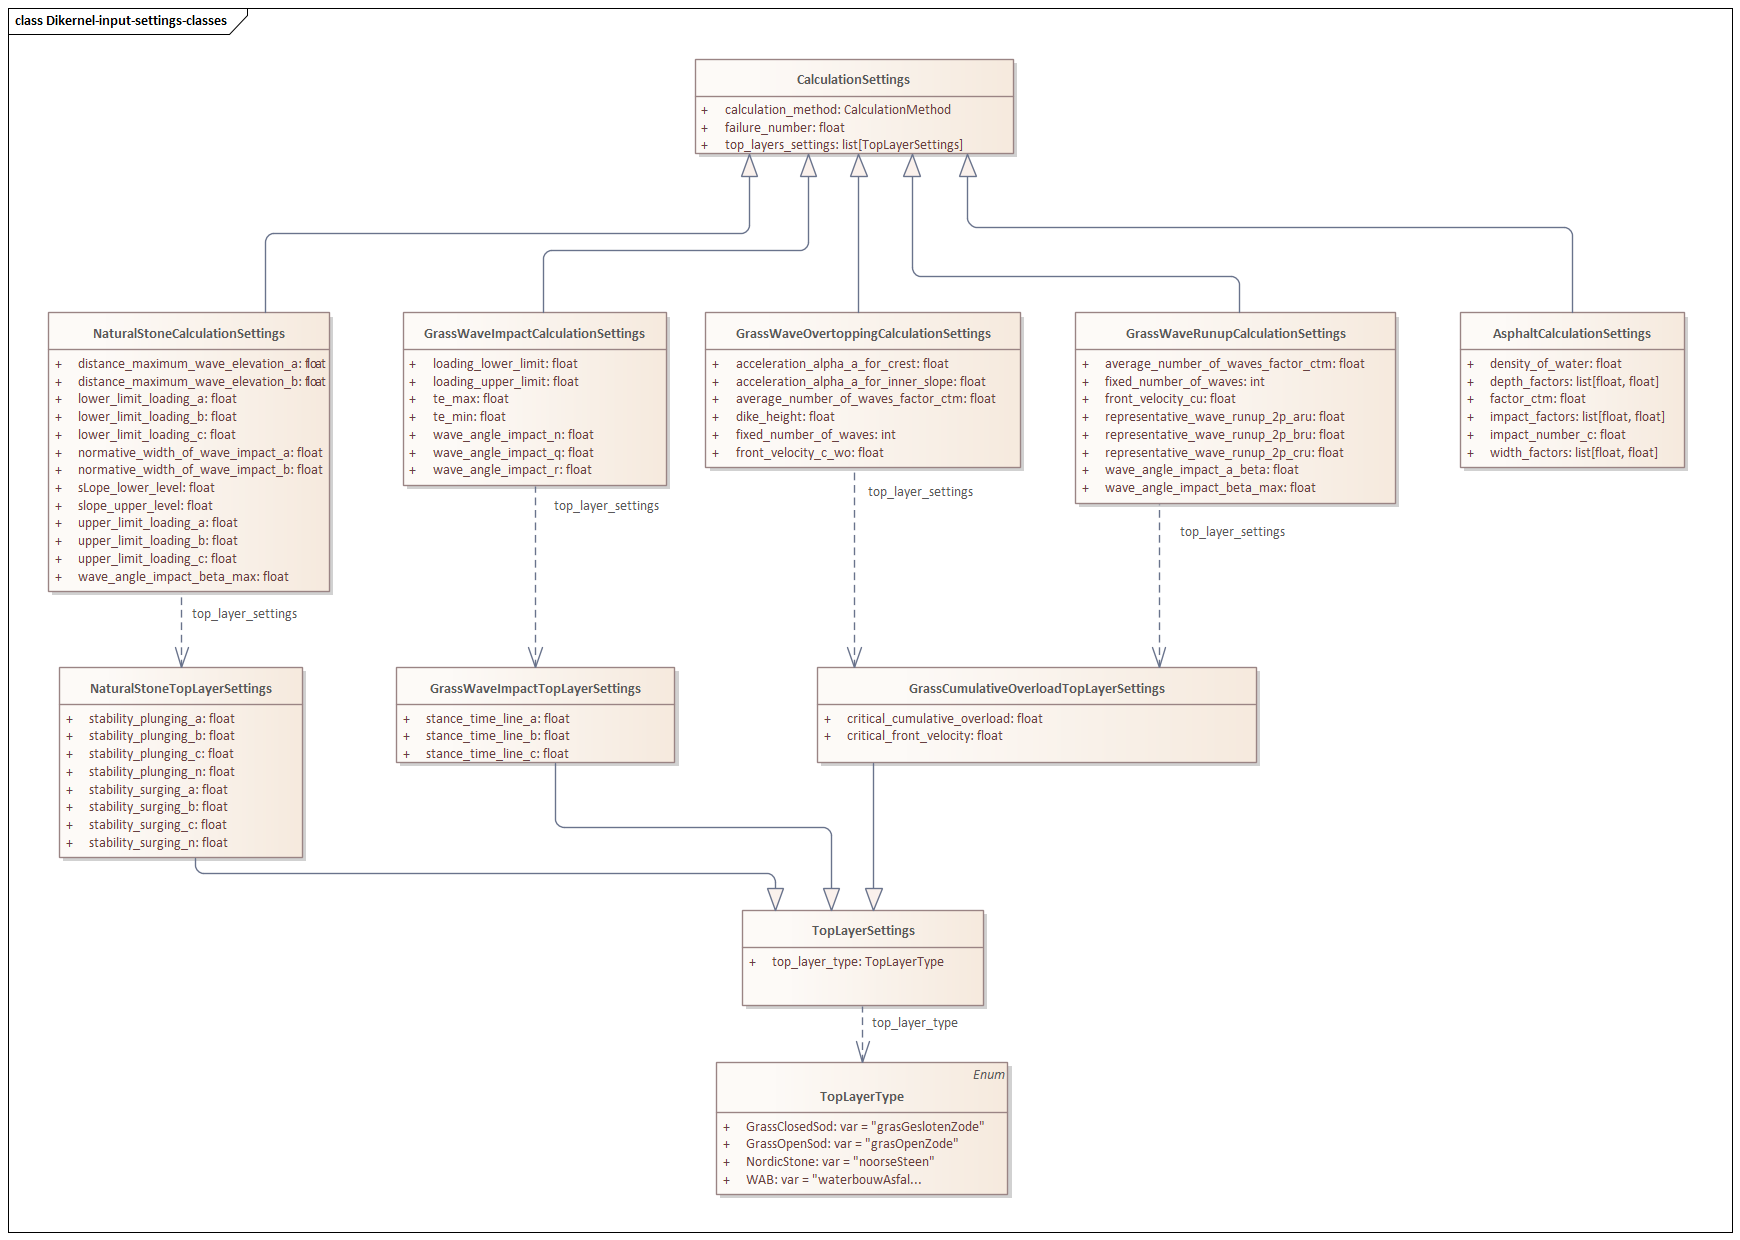 class Dikernel-input-settings-classes
CalculationSettings
+ calculation_method: CalculationMethod
+ failure_number: float
+ top_layers_settings: list[TopLayerSettings]
NaturalStoneCalculationSettings
+ distance_maximum_wave_elevation_a: float
+ distance_maximum_wave_elevation_b: float
+ lower_limit_loading_a: float
+ lower_limit_loading_b: float
+ lower_limit_loading_c: float
+ normative_width_of_wave_impact_a: float
+ normative_width_of_wave_impact_b: float
+ sLope_lower_level: float
+ slope_upper_level: float
+ upper_limit_loading_a: float
+ upper_limit_loading_b: float
+ upper_limit_loading_c: float
+ wave_angle_impact_beta_max: float
GrassWaveImpactCalculationSettings
+ loading_lower_limit: float
+ loading_upper_limit: float
+ te_max: float
+ te_min: float
+ wave_angle_impact_n: float
+ wave_angle_impact_q: float
+ wave_angle_impact_r: float
GrassWaveOvertoppingCalculationSettings
+ acceleration_alpha_a_for_crest: float
+ acceleration_alpha_a_for_inner_slope: float
+ average_number_of_waves_factor_ctm: float
+ dike_height: float
+ fixed_number_of_waves: int
+ front_velocity_c_wo: float
GrassWaveRunupCalculationSettings
+ average_number_of_waves_factor_ctm: float
+ fixed_number_of_waves: int
+ front_velocity_cu: float
+ representative_wave_runup_2p_aru: float
+ representative_wave_runup_2p_bru: float
+ representative_wave_runup_2p_cru: float
+ wave_angle_impact_a_beta: float
+ wave_angle_impact_beta_max: float
AsphaltCalculationSettings
+ density_of_water: float
+ depth_factors: list[float, float]
+ factor_ctm: float
+ impact_factors: list[float, float]
+ impact_number_c: float
+ width_factors: list[float, float]
top_layer_settings
top_layer_settings
top_layer_settings
top_layer_settings
NaturalStoneTopLayerSettings
+ stability_plunging_a: float
+ stability_plunging_b: float
+ stability_plunging_c: float
+ stability_plunging_n: float
+ stability_surging_a: float
+ stability_surging_b: float
+ stability_surging_c: float
+ stability_surging_n: float
GrassWaveImpactTopLayerSettings
+ stance_time_line_a: float
+ stance_time_line_b: float
+ stance_time_line_c: float
GrassCumulativeOverloadTopLayerSettings
+ critical_cumulative_overload: float
+ critical_front_velocity: float
TopLayerSettings
+ top_layer_type: TopLayerType
top_layer_type
Enum
TopLayerType
+ GrassClosedSod: var = "grasGeslotenZode"
+ GrassOpenSod: var = "grasOpenZode"
+ NordicStone: var = "noorseSteen"
+ WAB: var = "waterbouwAsfal...